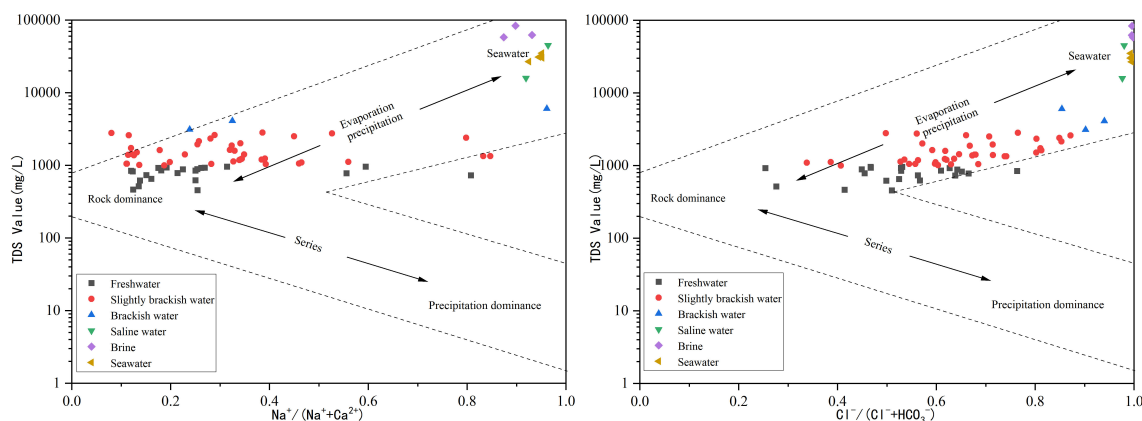 100000
10000
1000
100
10
1
TDS Value(mg/L)
Seawater
Evaporation
precipitation
Rock dominance
Series
Precipitation dominance
Freshwater
Slightly brackish water
Brackish water
Saline water
Brine
Seawater
0.0 0.2 0.4 0.6 0.8 1.0
Na⁺/(Na⁺+Ca²⁺)
100000
10000
1000
100
10
1
TDS Value(mg/L)
Seawater
Evaporation
precipitation
Rock dominance
Series
Precipitation dominance
Freshwater
Slightly brackish water
Brackish water
Saline water
Brine
Seawater
0.0 0.2 0.4 0.6 0.8 1.0
Cl⁻/(Cl⁻+HCO₃⁻)